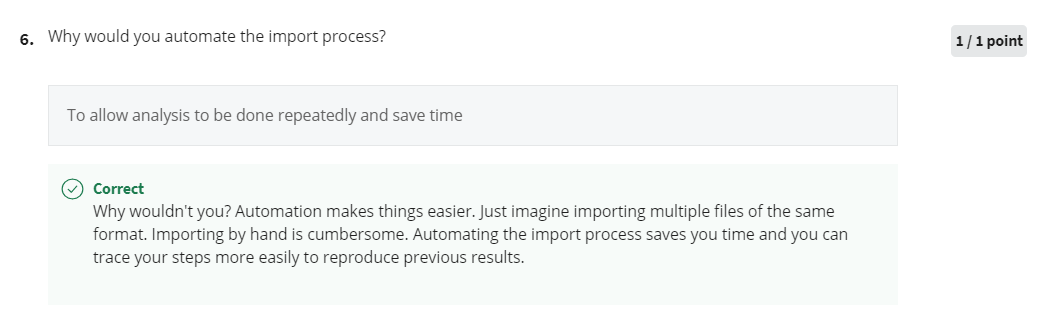 6. Why would you automate the import process?
1 / 1 point
To allow analysis to be done repeatedly and save time
Correct
Why wouldn't you? Automation makes things easier. Just imagine importing multiple files of the same
format. Importing by hand is cumbersome. Automating the import process saves you time and you can
trace your steps more easily to reproduce previous results.